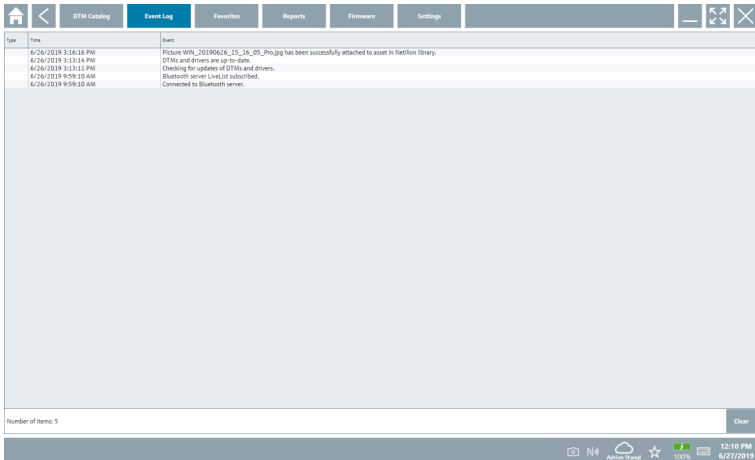 DTM Catalog Event Log Favorites Reports Firmware Settings
Type Time Event
6/26/2019 3:16:16 PM Picture WIN_20190626_15_16_05_Pro.jpg has been successfully attached to asset in Netilion library.
6/26/2019 3:13:14 PM DTMs and drivers are up-to-date.
6/26/2019 3:13:11 PM Checking for updates of DTMs and drivers.
6/26/2019 9:59:10 AM Bluetooth server LiveList subscribed.
6/26/2019 9:59:10 AM Connected to Bluetooth server.
Number of items: 5 Clear
Adrian Stangl 100% 12:10 PM
6/27/2019